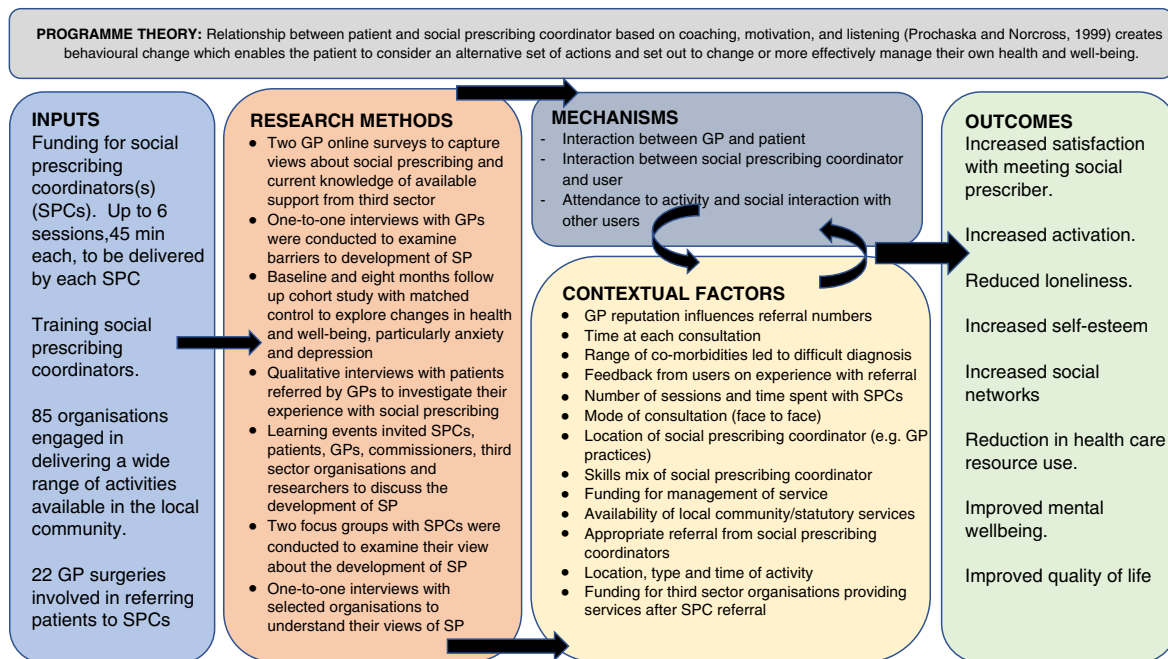 PROGRAMME THEORY: Relationship between patient and social prescribing coordinator based on coaching, motivation, and listening (Prochaska and Norcross, 1999) creates
behavioural change which enables the patient to consider an alternative set of actions and set out to change or more effectively manage their own health and well-being.
INPUTS
Funding for social
prescribing
coordinators(s)
(SPCs). Up to 6
sessions,45 min
each, to be delivered
by each SPC
Training social
prescribing
coordinators.
85 organisations
engaged in
delivering a wide
range of activities
available in the local
community.
22 GP surgeries
involved in referring
patients to SPCs
RESEARCH METHODS
• Two GP online surveys to capture
views about social prescribing and
current knowledge of available
support from third sector
• One-to-one interviews with GPs
were conducted to examine
barriers to development of SP
• Baseline and eight months follow
up cohort study with matched
control to explore changes in health
and well-being, particularly anxiety
and depression
• Qualitative interviews with patients
referred by GPs to investigate their
experience with social prescribing
• Learning events invited SPCs,
patients, GPs, commissioners, third
sector organisations and
researchers to discuss the
development of SP
• Two focus groups with SPCs were
conducted to examine their view
about the development of SP
• One-to-one interviews with
selected organisations to
understand their views of SP
MECHANISMS
- Interaction between GP and patient
- Interaction between social prescribing coordinator
and user
- Attendance to activity and social interaction with
other users
CONTEXTUAL FACTORS
• GP reputation influences referral numbers
• Time at each consultation
• Range of co-morbidities led to difficult diagnosis
• Feedback from users on experience with referral
• Number of sessions and time spent with SPCs
• Mode of consultation (face to face)
• Location of social prescribing coordinator (e.g. GP
practices)
• Skills mix of social prescribing coordinator
• Funding for management of service
• Availability of local community/statutory services
• Appropriate referral from social prescribing
coordinators
• Location, type and time of activity
• Funding for third sector organisations providing
services after SPC referral
OUTCOMES
Increased satisfaction
with meeting social
prescriber.
Increased activation.
Reduced loneliness.
Increased self-esteem
Increased social
networks
Reduction in health care
resource use.
Improved mental
wellbeing.
Improved quality of life